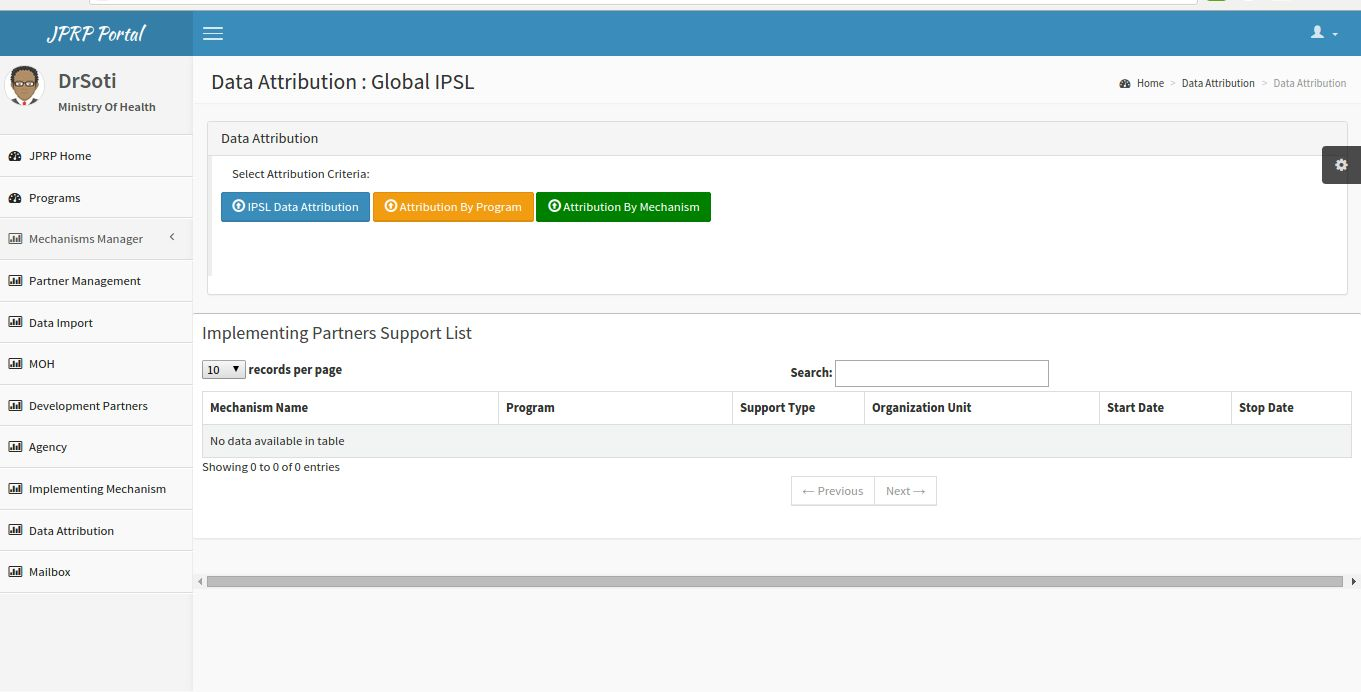 JPRP Portal
DrSoti
Ministry Of Health
JPRP Home
Programs
Mechanisms Manager
Partner Management
Data Import
MOH
Development Partners
Agency
Implementing Mechanism
Data Attribution
Mailbox
Data Attribution : Global IPSL
Home > Data Attribution > Data Attribution
Data Attribution
Select Attribution Criteria:
IPSL Data Attribution Attribution By Program Attribution By Mechanism
Implementing Partners Support List
10 records per page Search:
Mechanism Name Program Support Type Organization Unit Start Date Stop Date
No data available in table
Showing 0 to 0 of 0 entries
← Previous Next →